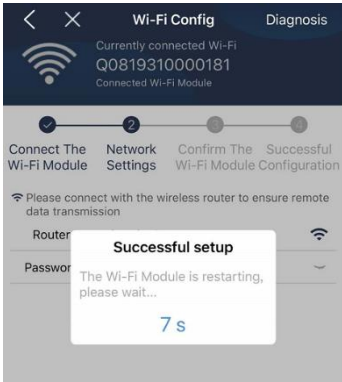 Wi-Fi Config Diagnosis
Currently connected Wi-Fi
Q0819310000181
Connected Wi-Fi Module
2 3 4
Connect The Network Confirm The Successful
Wi-Fi Module Settings Wi-Fi Module Configuration
Please connect with the wireless router to ensure remote
data transmission
Router
Successful setup
Passwor
The Wi-Fi Module is restarting,
please wait...
7 s